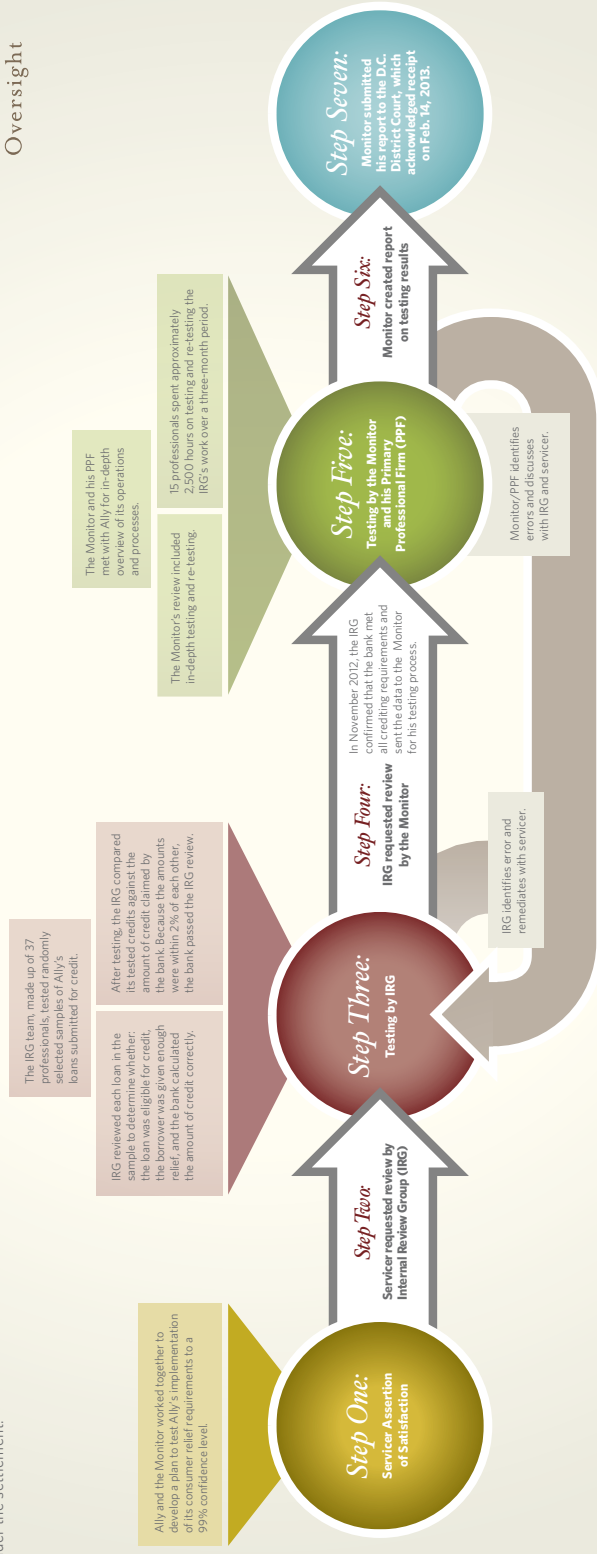 Oversight
der the settlement.
Ally and the Monitor worked together to
develop a plan to test Ally's implementation
of its consumer relief requirements to a
99% confidence level.
Step One:
Servicer Assertion
of Satisfaction
Step Two:
Servicer requested review by
Internal Review Group (IRG)
The IRG team, made up of 37
professionals, tested randomly
selected samples of Ally's
loans submitted for credit.
IRG reviewed each loan in the
sample to determine whether:
the loan was eligible for credit,
the borrower was given enough
relief, and the bank calculated
the amount of credit correctly.
After testing, the IRG compared
its tested credits against the
amount of credit claimed by
the bank. Because the amounts
were within 2% of each other,
the bank passed the IRG review.
Step Three:
Testing by IRG
IRG identifies error and
remediates with servicer.
Step Four:
IRG requested review
by the Monitor
In November 2012, the IRG
confirmed that the bank met
all crediting requirements and
sent the data to the Monitor
for his testing process.
The Monitor and his PPF
met with Ally for in-depth
overview of its operations
and processes.
The Monitor's review included
in-depth testing and re-testing.
15 professionals spent approximately
2,500 hours on testing and re-testing the
IRG's work over a three-month period.
Step Five:
Testing by the Monitor
and his Primary
Professional Firm (PPF)
Monitor/PPF identifies
errors and discusses
with IRG and servicer.
Step Six:
Monitor created report
on testing results
Step Seven:
Monitor submitted
his report to the D.C.
District Court, which
acknowledged receipt
on Feb. 14, 2013.